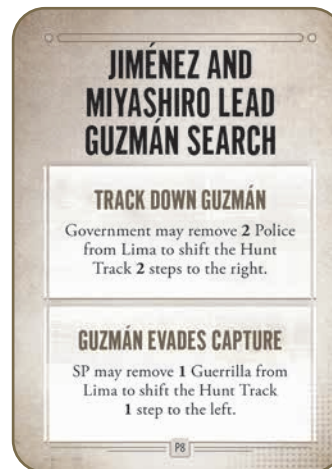 JIMÉNEZ AND
MIYASHIRO LEAD
GUZMÁN SEARCH
TRACK DOWN GUZMÁN
Government may remove 2 Police
from Lima to shift the Hunt
Track 2 steps to the right.
GUZMÁN EVADES CAPTURE
SP may remove 1 Guerrilla from
Lima to shift the Hunt Track
1 step to the left.
P8